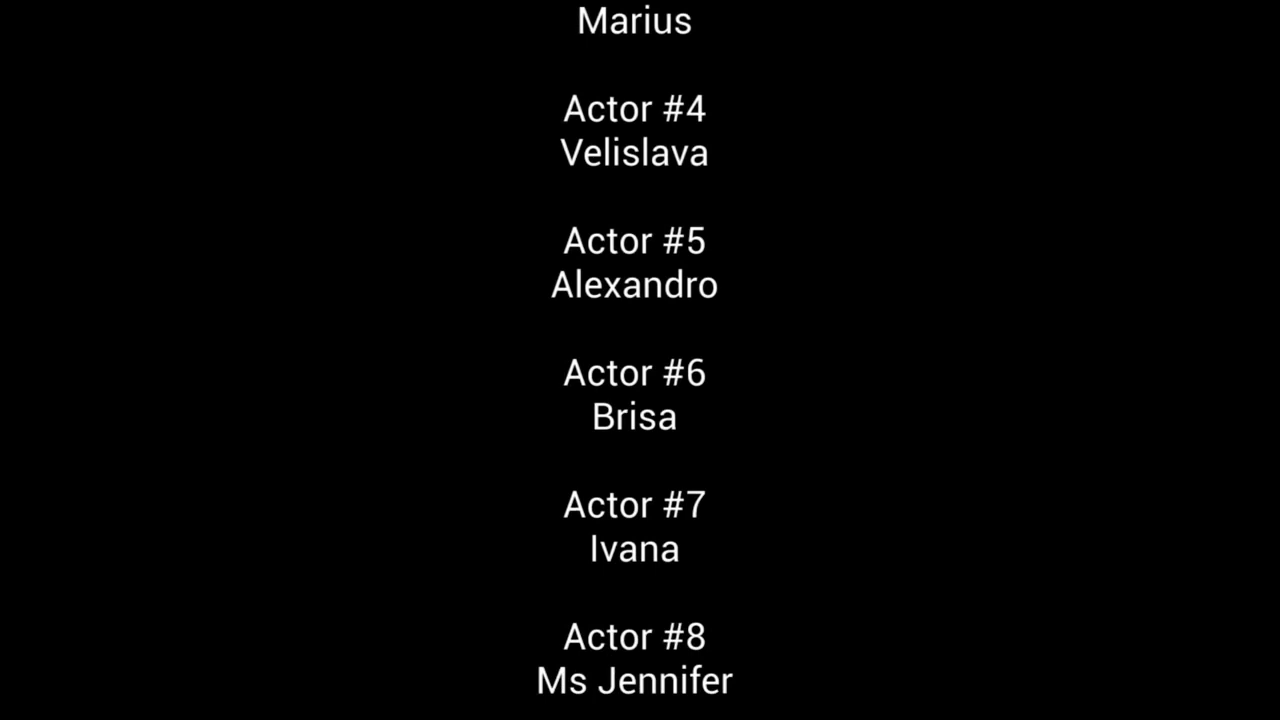 Marius
Actor #4
Velislava
Actor #5
Alexandro
Actor #6
Brisa
Actor #7
Ivana
Actor #8
Ms Jennifer